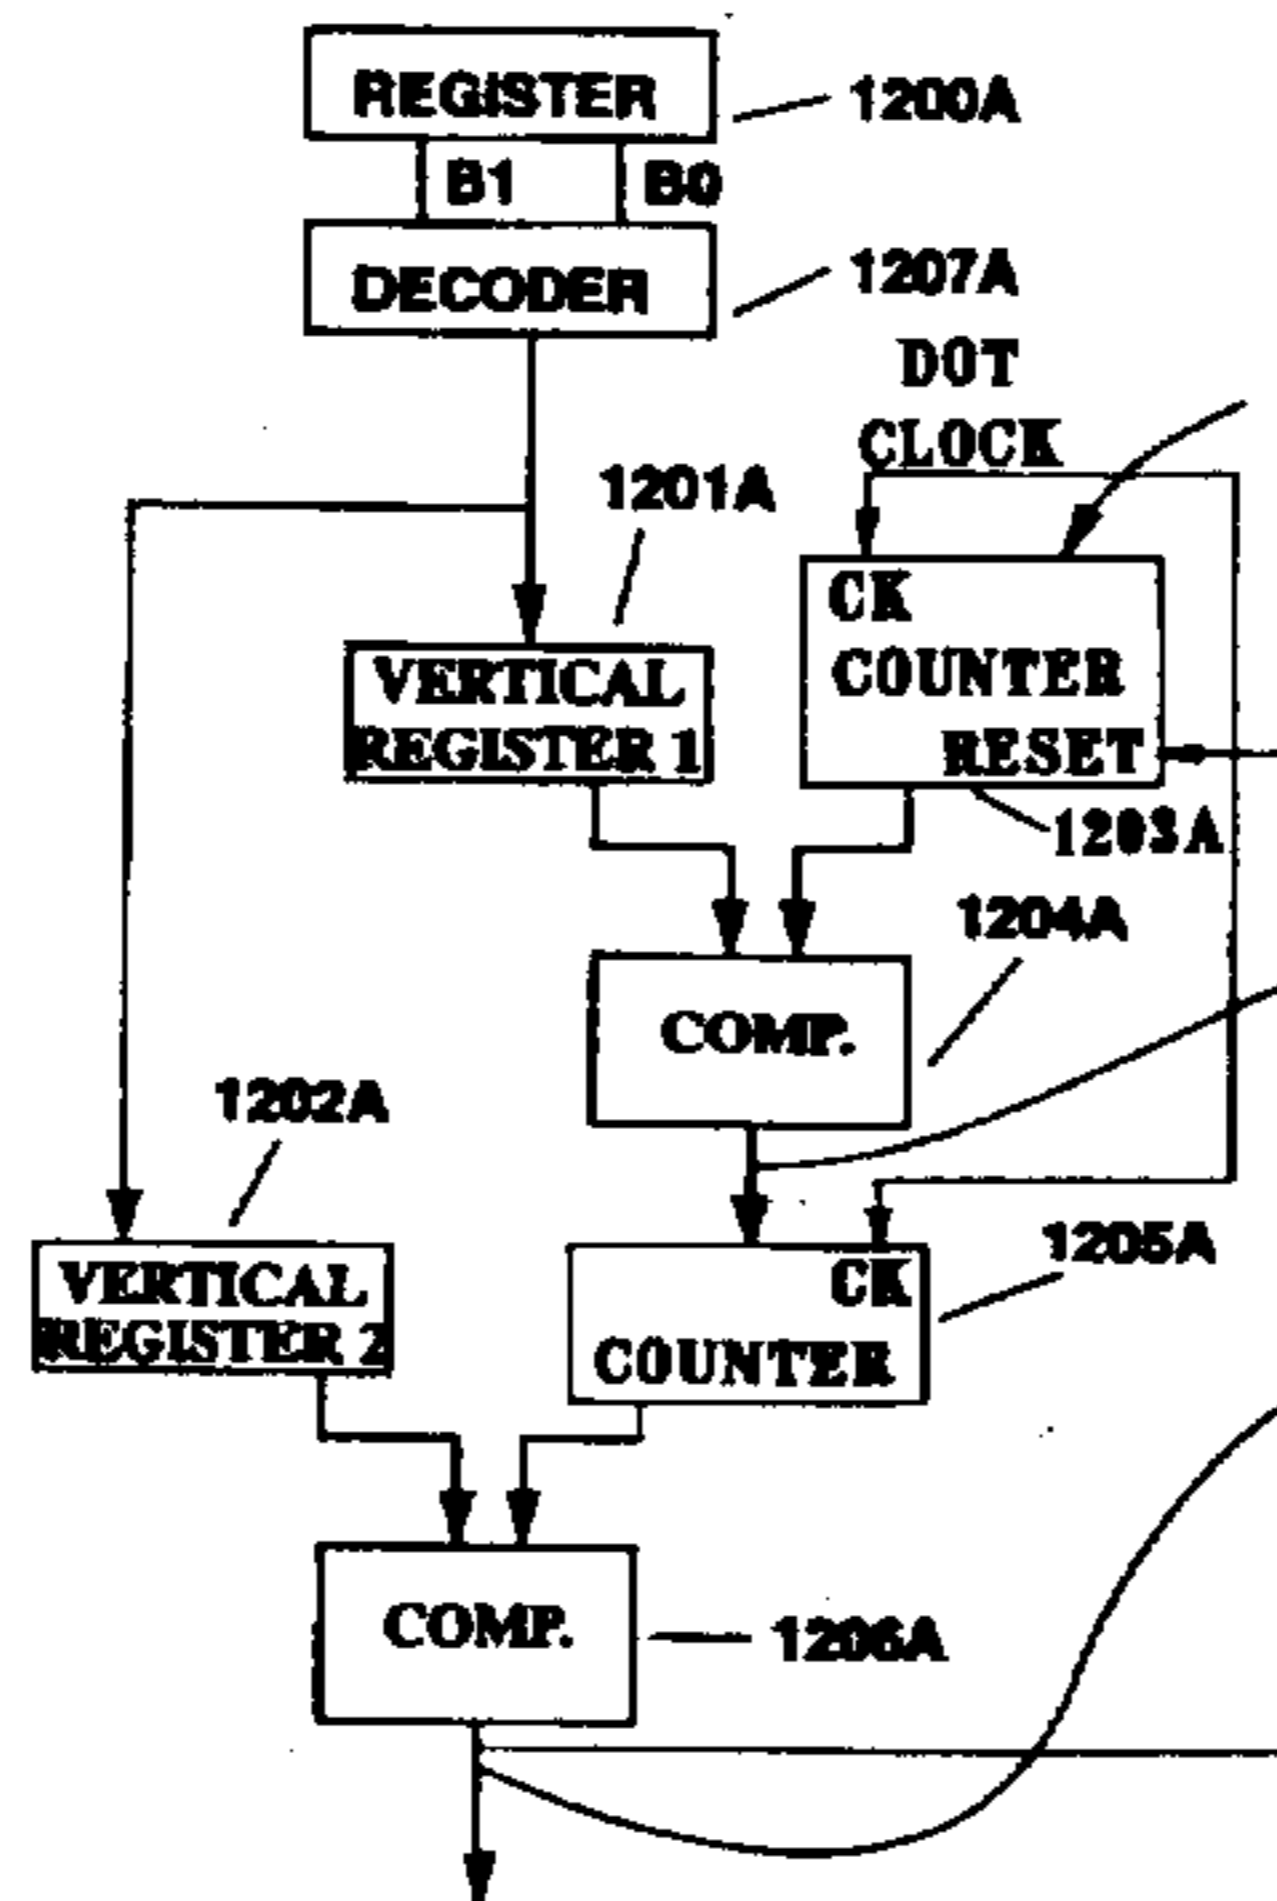 REGISTER
1200A
B1
B0
DECODER
1207A
DOT
CLOCK
1201A
VERTICAL
REGISTER 1
CK
COUNTER
RESET
1203A
1204A
COMP.
1202A
VERTICAL
REGISTER 2
1205A
CK
COUNTER
COMP.
1206A